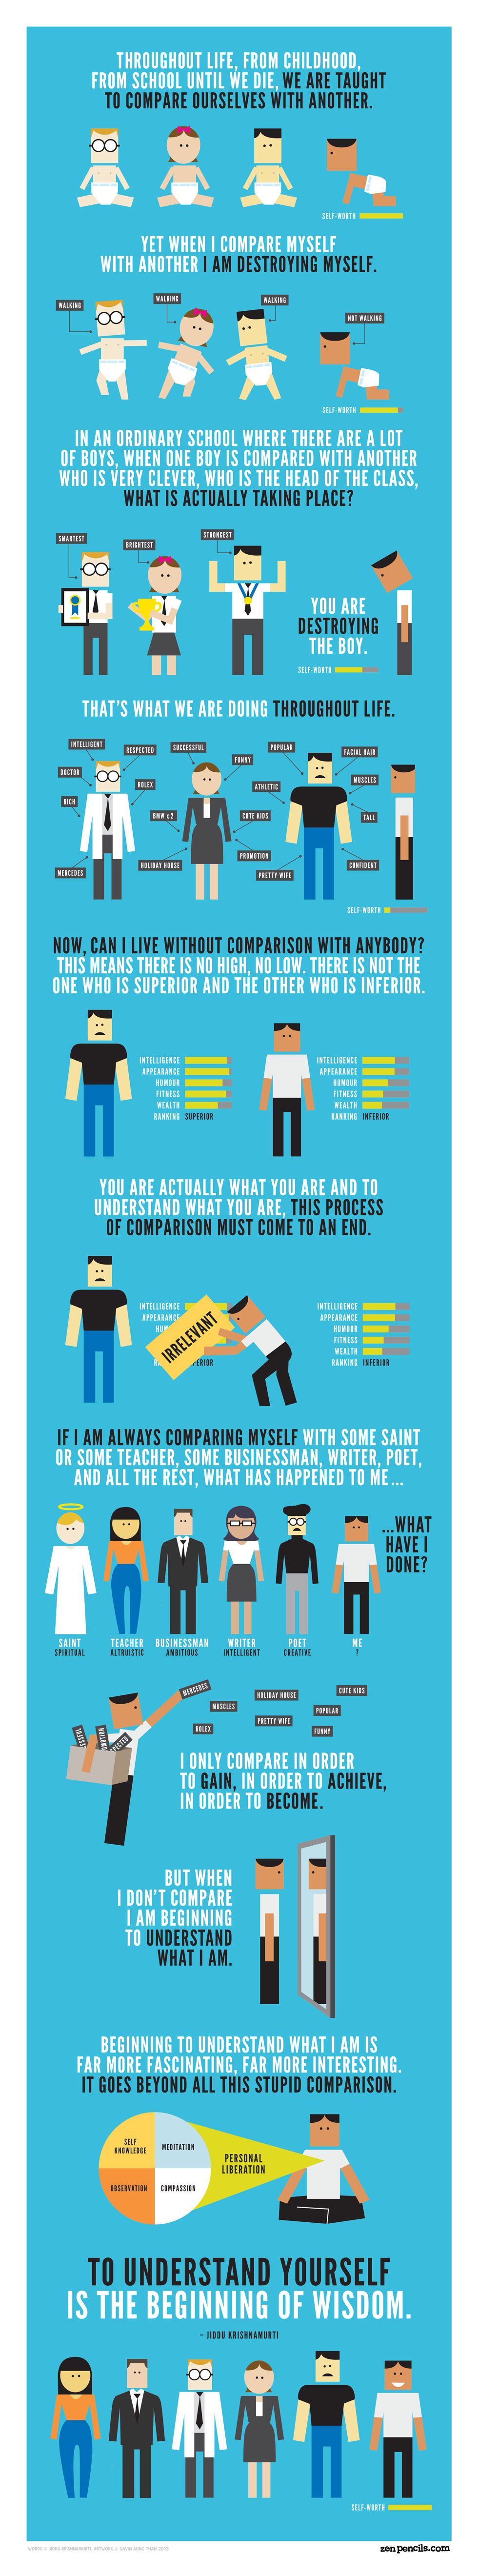 THROUGHOUT LIFE, FROM CHILDHOOD,
FROM SCHOOL UNTIL WE DIE, WE ARE TAUGHT
TO COMPARE OURSELVES WITH ANOTHER.
SELF-WORTH
YET WHEN I COMPARE MYSELF
WITH ANOTHER I AM DESTROYING MYSELF.
WALKING
WALKING
WALKING
NOT WALKING
SELF-WORTH
IN AN ORDINARY SCHOOL WHERE THERE ARE A LOT
OF BOYS, WHEN ONE BOY IS COMPARED WITH ANOTHER
WHO IS VERY CLEVER, WHO IS THE HEAD OF THE CLASS,
WHAT IS ACTUALLY TAKING PLACE?
SMARTEST
BRIGHTEST
STRONGEST
YOU ARE
DESTROYING
THE BOY.
SELF-WORTH
THAT'S WHAT WE ARE DOING THROUGHOUT LIFE.
INTELLIGENT
RESPECTED
DOCTOR
ROLEX
RICH
MERCEDES
SUCCESSFUL
FUNNY
BMW x 2
CUTE KIDS
HOLIDAY HOUSE
PROMOTION
POPULAR
FACIAL HAIR
ATHLETIC
MUSCLES
TALL
PRETTY WIFE
CONFIDENT
SELF-WORTH
NOW, CAN I LIVE WITHOUT COMPARISON WITH ANYBODY?
THIS MEANS THERE IS NO HIGH, NO LOW. THERE IS NOT THE
ONE WHO IS SUPERIOR AND THE OTHER WHO IS INFERIOR.
INTELLIGENCE
APPEARANCE
HUMOUR
FITNESS
WEALTH
RANKING SUPERIOR
INTELLIGENCE
APPEARANCE
HUMOUR
FITNESS
WEALTH
RANKING INFERIOR
YOU ARE ACTUALLY WHAT YOU ARE AND TO
UNDERSTAND WHAT YOU ARE, THIS PROCESS
OF COMPARISON MUST COME TO AN END.
INTELLIGENCE
APPEARANCE
IRRELEVANT
INTELLIGENCE
APPEARANCE
HUMOUR
FITNESS
WEALTH
RANKING INFERIOR
IF I AM ALWAYS COMPARING MYSELF WITH SOME SAINT
OR SOME TEACHER, SOME BUSINESSMAN, WRITER, POET,
AND ALL THE REST, WHAT HAS HAPPENED TO ME...
...WHAT
HAVE I
DONE?
SAINT
SPIRITUAL
TEACHER
ALTRUISTIC
BUSINESSMAN
AMBITIOUS
WRITER
INTELLIGENT
POET
CREATIVE
ME
?
MERCEDES
MUSCLES
ROLEX
HOLIDAY HOUSE
PRETTY WIFE
CUTE KIDS
POPULAR
FUNNY
I ONLY COMPARE IN ORDER
TO GAIN, IN ORDER TO ACHIEVE,
IN ORDER TO BECOME.
BUT WHEN
I DON'T COMPARE
I AM BEGINNING
TO UNDERSTAND
WHAT I AM.
BEGINNING TO UNDERSTAND WHAT I AM IS
FAR MORE FASCINATING, FAR MORE INTERESTING.
IT GOES BEYOND ALL THIS STUPID COMPARISON.
SELF
KNOWLEDGE
MEDITATION
OBSERVATION
COMPASSION
PERSONAL
LIBERATION
TO UNDERSTAND YOURSELF
IS THE BEGINNING OF WISDOM.
– JIDDU KRISHNAMURTI
SELF-WORTH
zenpencils.com